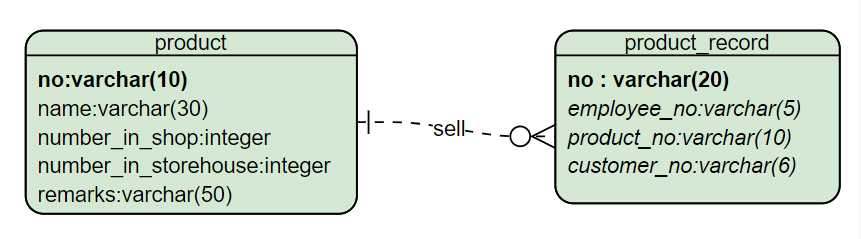 product
no:varchar(10)
name:varchar(30)
number_in_shop:integer
number_in_storehouse:integer
remarks:varchar(50)
sell
product_record
no : varchar(20)
employee_no:varchar(5)
product_no:varchar(10)
customer_no:varchar(6)